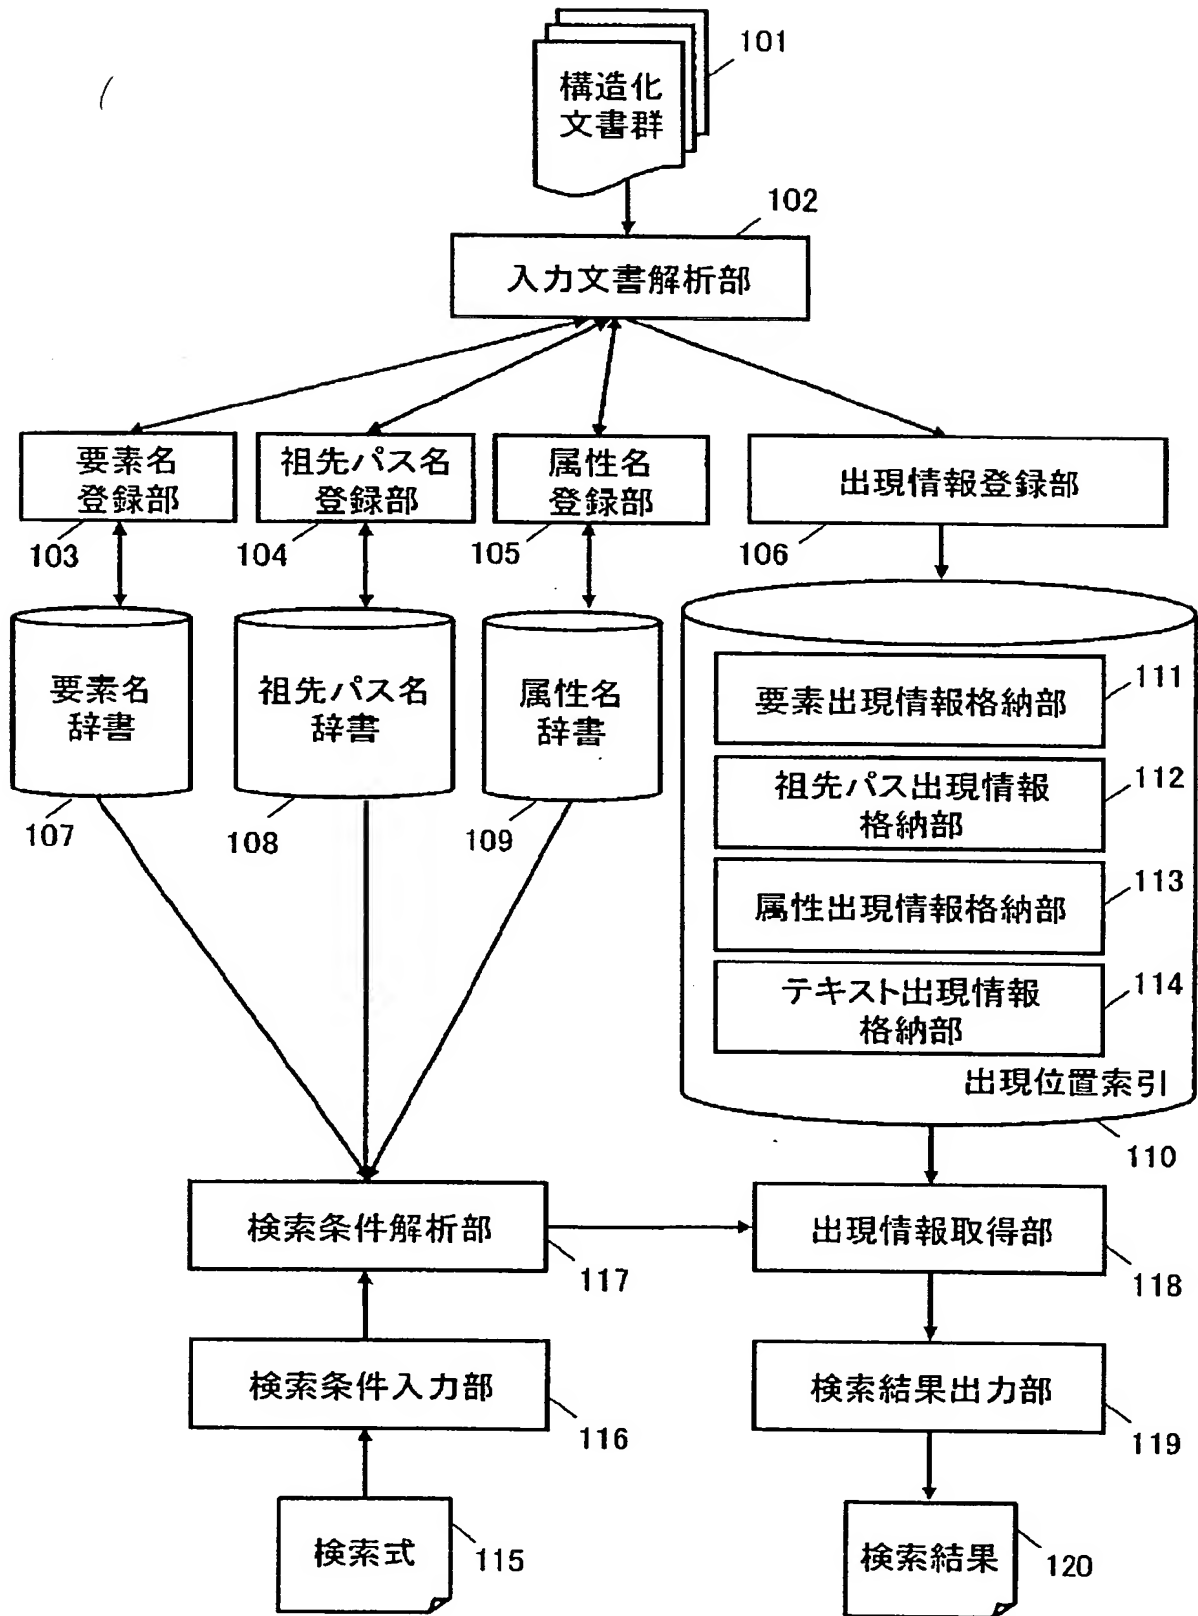 101
構造化
文書群
102
入力文書解析部
要素名
登録部
103
祖先パス名
登録部
104
属性名
登録部
105
出現情報登録部
106
要素名
辞書
107
祖先パス名
辞書
108
属性名
辞書
109
要素出現情報格納部
111
祖先パス出現情報
格納部
112
属性出現情報格納部
113
テキスト出現情報
格納部
114
出現位置索引
110
検索条件解析部
117
出現情報取得部
118
検索条件入力部
116
検索結果出力部
119
検索式
115
検索結果
120